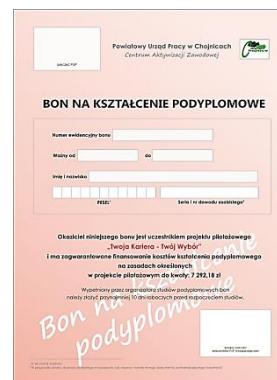 Powiatowy Urząd Pracy w Chojnicach
Centrum Aktywizacji Zawodowej
BON NA KSZTAŁCENIE PODYPLOMOWE
Numer ewidencyjny bonu
Ważny od
do
Imię i nazwisko
PESEL*
Seria i nr dowodu osobistego*
Okaziciel niniejszego bonu jest uczestnikiem projektu pilotażowego
„Twoja Kariera - Twój Wybór"
i ma zagwarantowane finansowanie kosztów kształcenia podyplomowego
na zasadach określonych
w projekcie pilotażowym do kwoty: 7 292,18 zł
Wypełniony przez organizatora studiów podyplomowych bon
należy złożyć przynajmniej 10 dni roboczych przed rozpoczęciem studiów.
Bon na kształcenie
podyplomowe